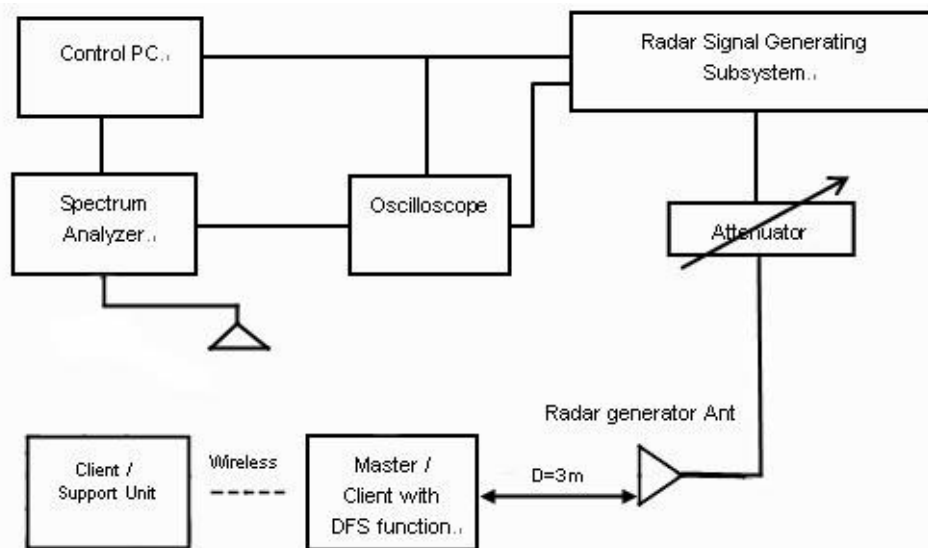 Control PC.
Radar Signal Generating
Subsystem.
Spectrum
Analyzer.
Oscilloscope
Attenuator
Radar generator Ant
Client /
Support Unit
Wireless
Master /
Client with
DFS function.
D=3m